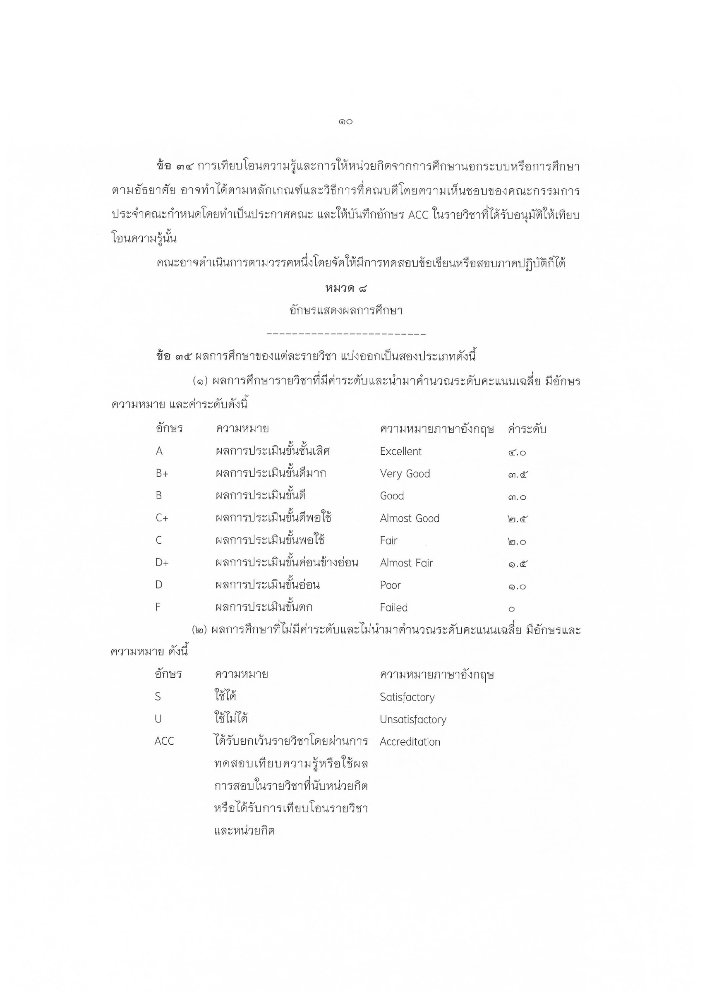 ๑๐
ข้อ ๓๔ การเทียบโอนความรู้และการให้หน่วยกิตจากการศึกษานอกระบบหรือการศึกษา
ตามอัธยาศัย อาจทำได้ตามหลักเกณฑ์และวิธีการที่คณบดีโดยความเห็นชอบของคณะกรรมการ
ประจำคณะกำหนดโดยทำเป็นประกาศคณะ และให้บันทึกอักษร ACC ในรายวิชาที่ได้รับอนุมัติให้เทียบ
โอนความรู้นั้น
คณะอาจดำเนินการตามวรรคหนึ่งโดยจัดให้มีการทดสอบข้อเขียนหรือสอบภาคปฏิบัติก็ได้
หมวด ๘
อักษรแสดงผลการศึกษา
-------------------------
ข้อ ๓๕ ผลการศึกษาของแต่ละรายวิชา แบ่งออกเป็นสองประเภทดังนี้
(๑) ผลการศึกษารายวิชาที่มีค่าระดับและนำมาคำนวณระดับคะแนนเฉลี่ย มีอักษร
ความหมาย และค่าระดับดังนี้
อักษร ความหมาย ความหมายภาษาอังกฤษ ค่าระดับ
A ผลการประเมินขั้นชั้นเลิศ Excellent ๔.๐
B+ ผลการประเมินขั้นดีมาก Very Good ๓.๕
B ผลการประเมินขั้นดี Good ๓.๐
C+ ผลการประเมินขั้นดีพอใช้ Almost Good ๒.๕
C ผลการประเมินขั้นพอใช้ Fair ๒.๐
D+ ผลการประเมินขั้นค่อนข้างอ่อน Almost Fair ๑.๕
D ผลการประเมินขั้นอ่อน Poor ๑.๐
F ผลการประเมินขั้นตก Failed ๐
(๒) ผลการศึกษาที่ไม่มีค่าระดับและไม่นำมาคำนวณระดับคะแนนเฉลี่ย มีอักษรและ
ความหมาย ดังนี้
อักษร ความหมาย ความหมายภาษาอังกฤษ
S ใช้ได้ Satisfactory
U ใช้ไม่ได้ Unsatisfactory
ACC ได้รับยกเว้นรายวิชาโดยผ่านการ Accreditation
ทดสอบเทียบความรู้หรือใช้ผล
การสอบในรายวิชาที่นับหน่วยกิต
หรือได้รับการเทียบโอนรายวิชา
และหน่วยกิต